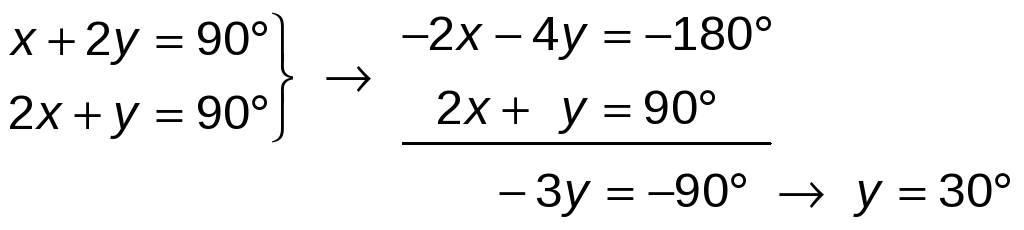 x + 2y = 90° } → −2x − 4y = −180°
2x + y = 90° 2x + y = 90°
− 3y = −90° → y = 30°